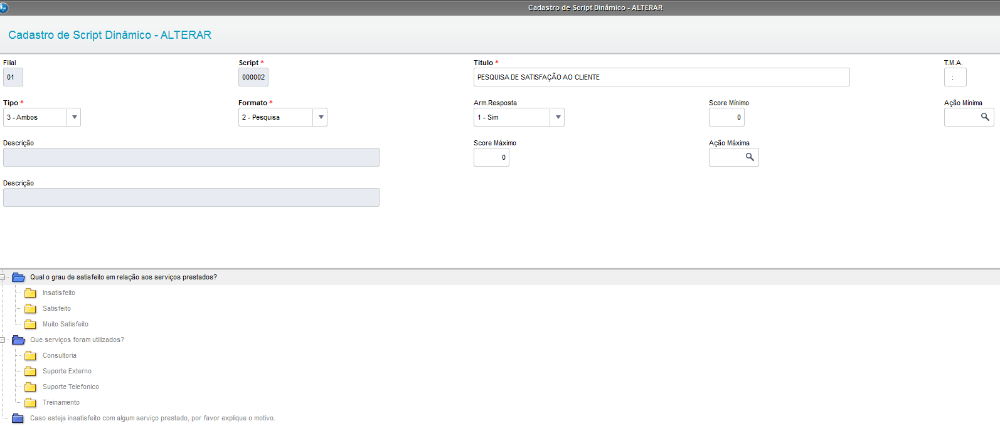 Cadastro de Script Dinâmico - ALTERAR
Cadastro de Script Dinâmico - ALTERAR
Filial
Script *
Titulo *
T.M.A.
01
000002
PESQUISA DE SATISFAÇÃO AO CLIENTE
:
Tipo *
Formato *
Arm.Resposta
Score Mínimo
Ação Mínima
3 - Ambos
2 - Pesquisa
1 - Sim
0
Descrição
Score Máximo
Ação Máxima
0
Descrição
Qual o grau de satisfeito em relação aos serviços prestados?
Insatisfeito
Satisfeito
Muito Satisfeito
Que serviços foram utilizados?
Consultoria
Suporte Externo
Suporte Telefonico
Treinamento
Caso esteja insatisfeito com algum serviço prestado, por favor explique o motivo.